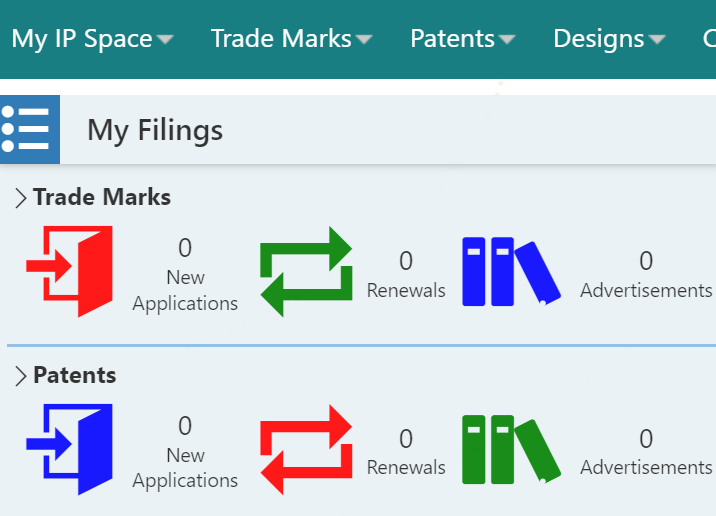 My IP Space Trade Marks Patents Designs
My Filings
Trade Marks
0 0 0
New Applications Renewals Advertisements
Patents
0 0 0
New Applications Renewals Advertisements